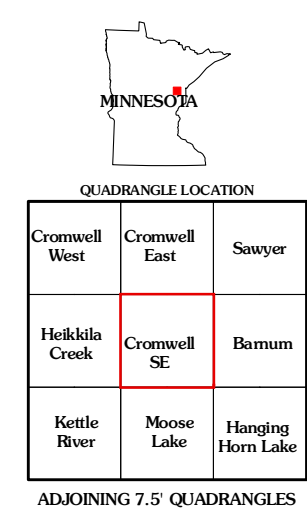 MINNESOTA
QUADRANGLE LOCATION
Cromwell
West
Cromwell
East
Sawyer
Heikkila
Creek
Cromwell
SE
Barnum
Kettle
River
Moose
Lake
Hanging
Horn Lake
ADJOINING 7.5' QUADRANGLES